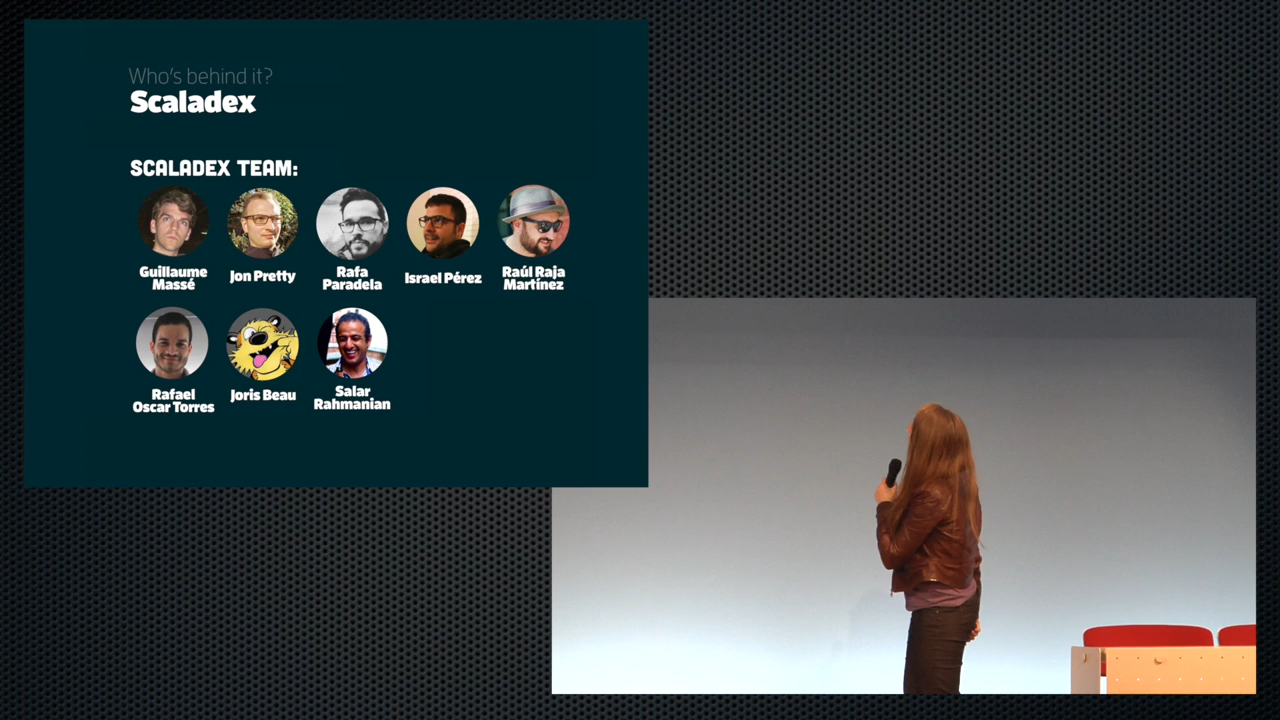 Who's behind it?
Scaladex
SCALADEX TEAM:
Guillaume
Massé
Jon Pretty
Rafa
Paradela
Israel Pérez
Raúl Raja
Martínez
Rafael
Oscar Torres
Joris Beau
Salar
Rahmanian